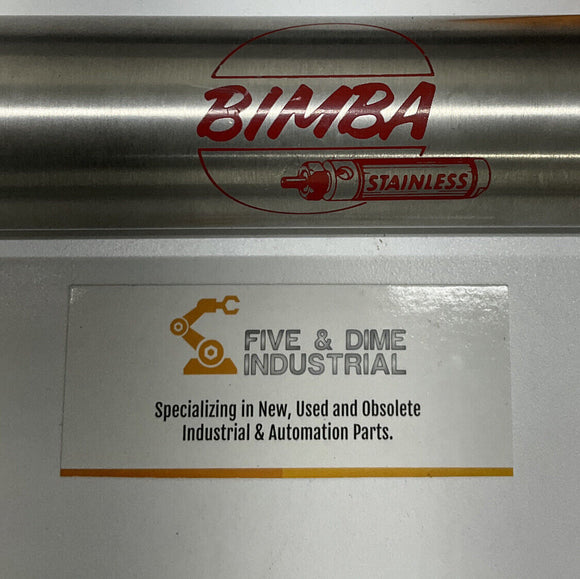 BIMBA
STAINLESS
FIVE & DIME
INDUSTRIAL
Specializing in New, Used and Obsolete
Industrial & Automation Parts.